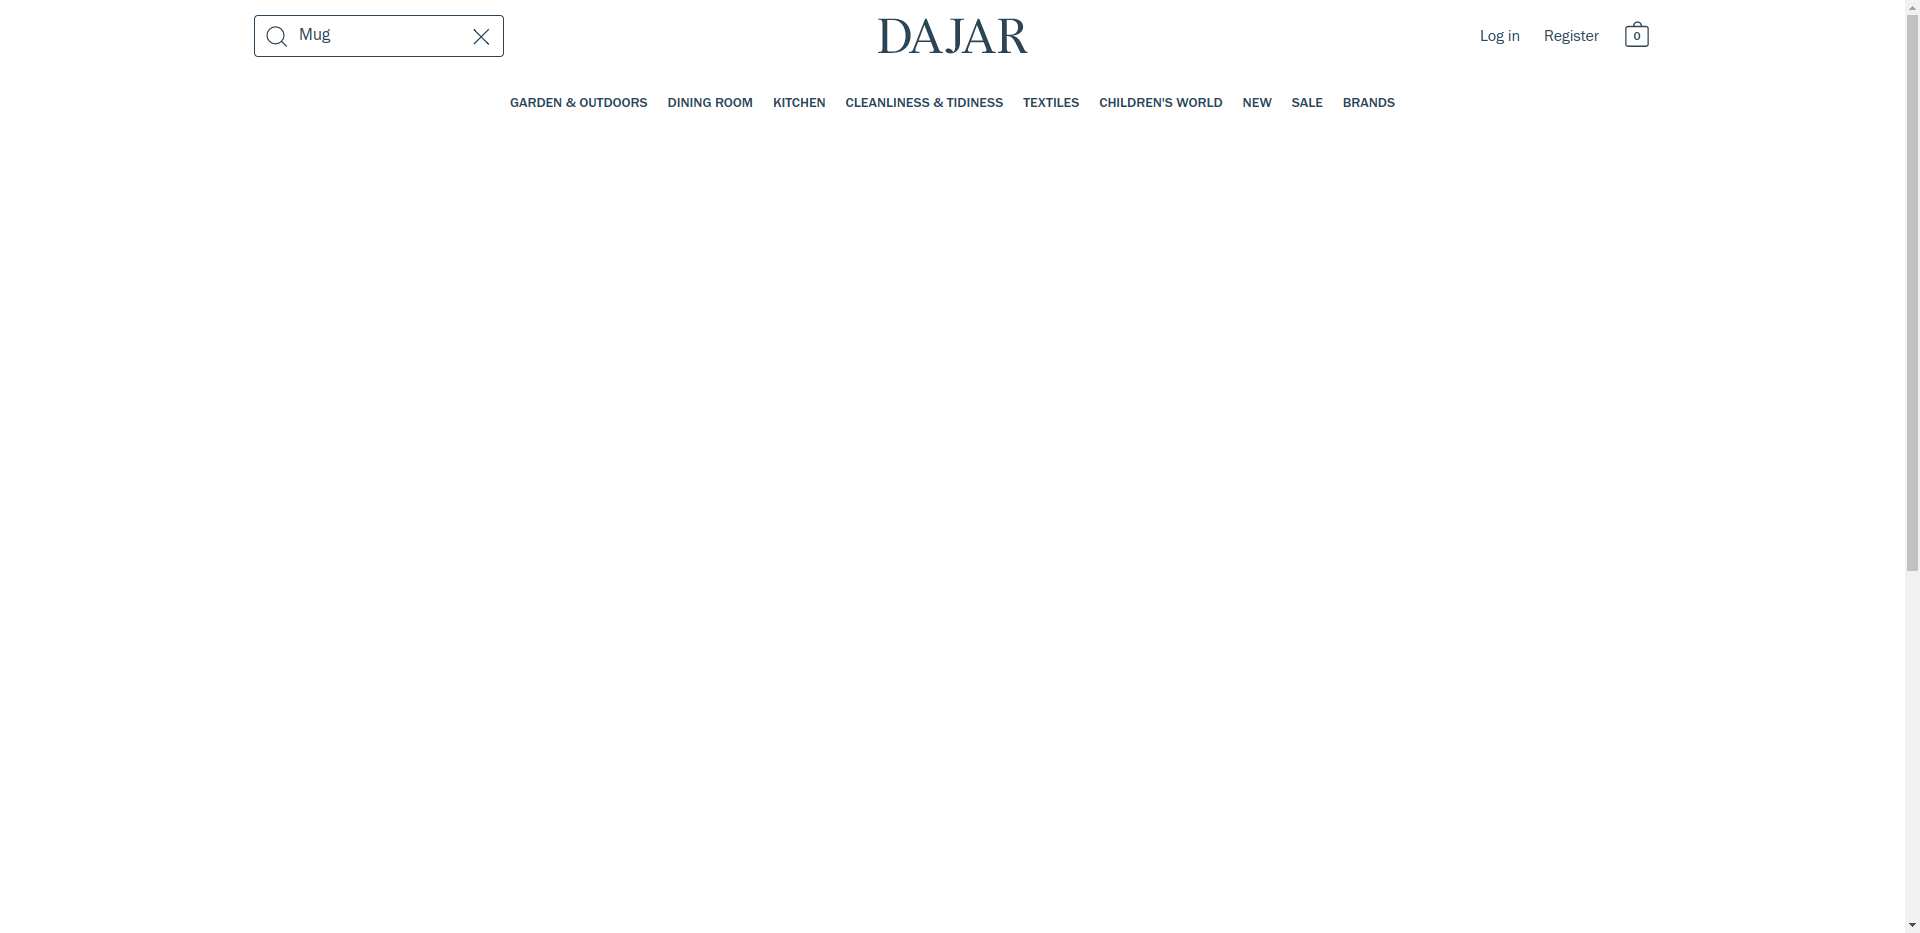 Mug
DAJAR
Log in
Register
0
GARDEN & OUTDOORS
DINING ROOM
KITCHEN
CLEANLINESS & TIDINESS
TEXTILES
CHILDREN'S WORLD
NEW
SALE
BRANDS